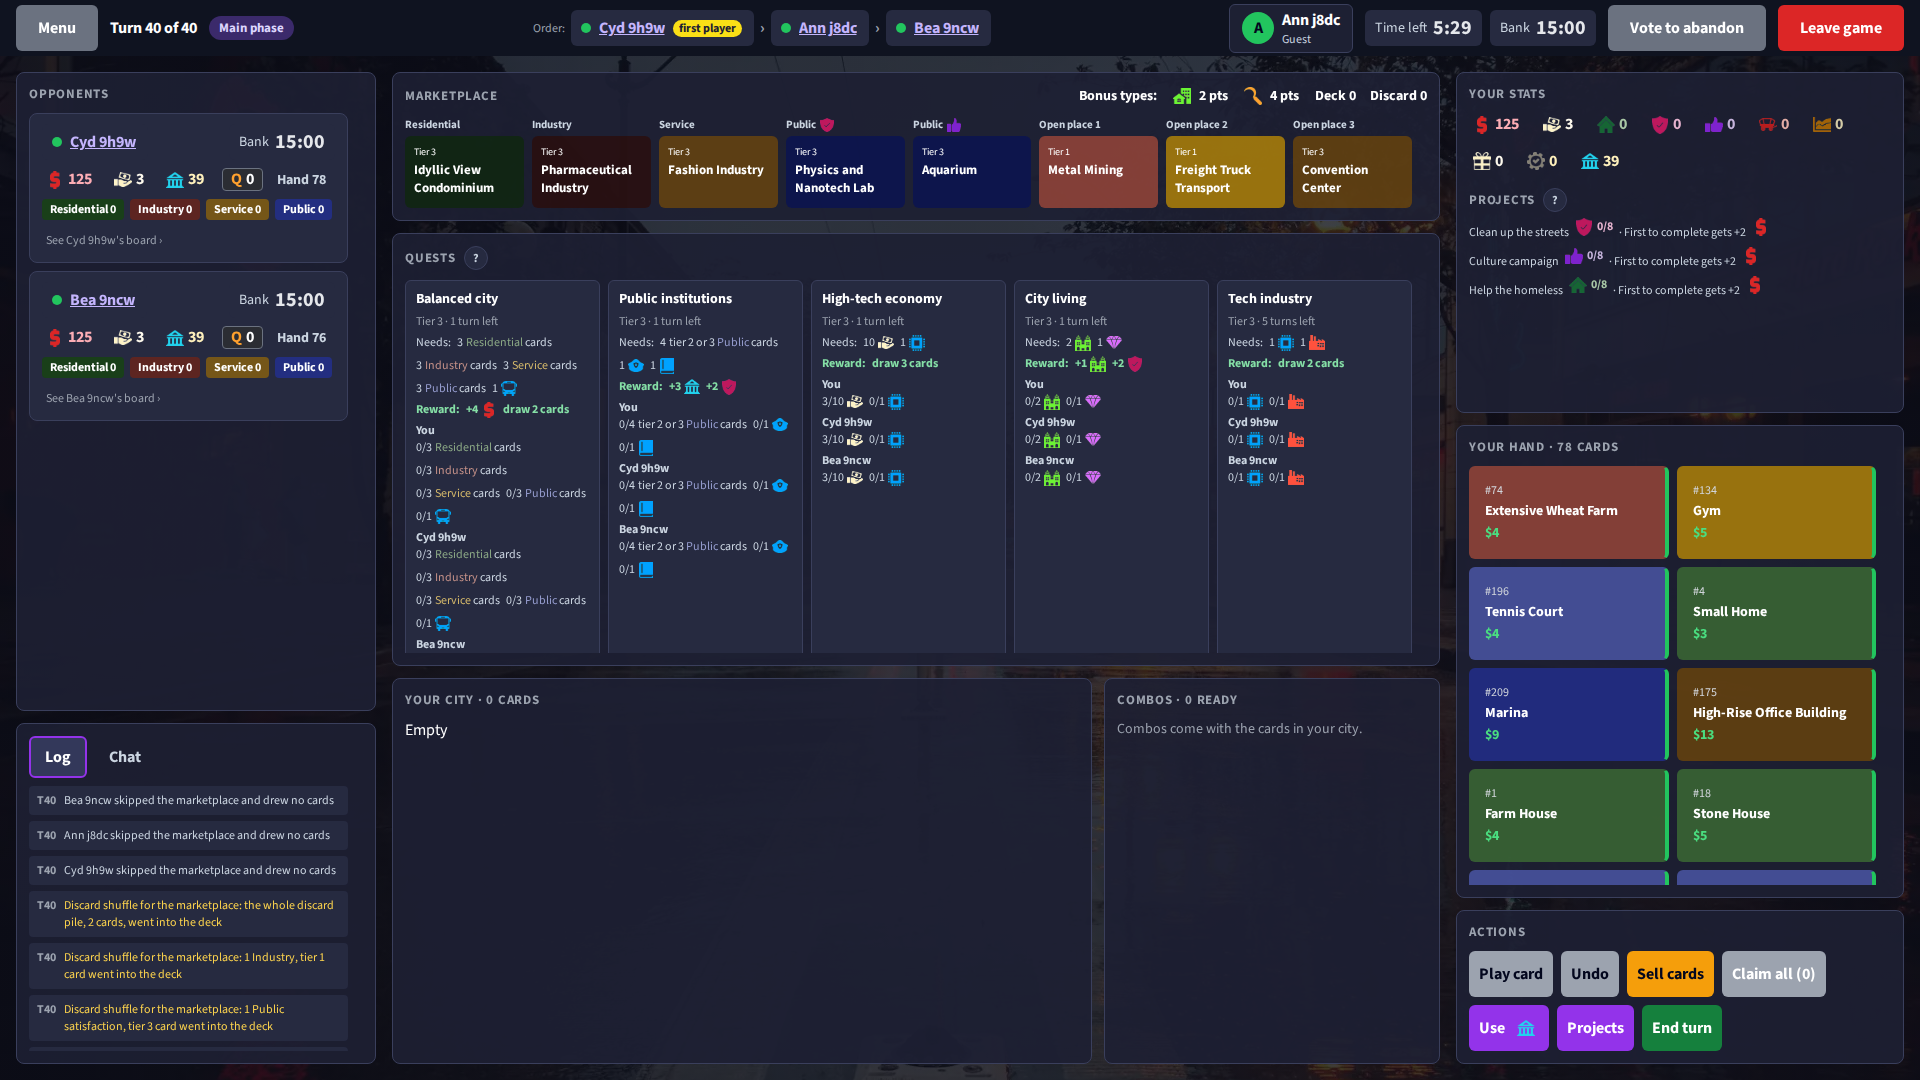 Menu
Turn 40 of 40
Main phase
Order:
Cyd 9h9w first player › Ann j8dc › Bea 9ncw
A
Ann j8dc
Guest
Time left 5:29
Bank 15:00
Vote to abandon
Leave game
OPPONENTS
Cyd 9h9w
Bank 15:00
125 3 39 Q 0 Hand 78
Residential 0 Industry 0 Service 0 Public 0
See Cyd 9h9w's board ›
Bea 9ncw
Bank 15:00
125 3 39 Q 0 Hand 76
Residential 0 Industry 0 Service 0 Public 0
See Bea 9ncw's board ›
Log
Chat
T40 Bea 9ncw skipped the marketplace and drew no cards
T40 Ann j8dc skipped the marketplace and drew no cards
T40 Cyd 9h9w skipped the marketplace and drew no cards
T40 Discard shuffle for the marketplace: the whole discard
pile, 2 cards, went into the deck
T40 Discard shuffle for the marketplace: 1 Industry, tier 1
card went into the deck
T40 Discard shuffle for the marketplace: 1 Public
satisfaction, tier 3 card went into the deck
MARKETPLACE
Bonus types: 2 pts 4 pts Deck 0 Discard 0
Residential
Tier 3
Idyllic View
Condominium
Industry
Tier 3
Pharmaceutical
Industry
Service
Tier 3
Fashion Industry
Public
Tier 3
Physics and
Nanotech Lab
Public
Tier 3
Aquarium
Open place 1
Tier 1
Metal Mining
Open place 2
Tier 1
Freight Truck
Transport
Open place 3
Tier 3
Convention
Center
QUESTS ?
Balanced city
Tier 3 · 1 turn left
Needs: 3 Residential cards
3 Industry cards 3 Service cards
3 Public cards 1
Reward: +4 draw 2 cards
You
0/3 Residential cards
0/3 Industry cards
0/3 Service cards 0/3 Public cards
0/1
Cyd 9h9w
0/3 Residential cards
0/3 Industry cards
0/3 Service cards 0/3 Public cards
0/1
Bea 9ncw
Public institutions
Tier 3 · 1 turn left
Needs: 4 tier 2 or 3 Public cards
1 1
Reward: +3 +2
You
0/4 tier 2 or 3 Public cards 0/1
0/1
Cyd 9h9w
0/4 tier 2 or 3 Public cards 0/1
0/1
Bea 9ncw
0/4 tier 2 or 3 Public cards 0/1
0/1
High-tech economy
Tier 3 · 1 turn left
Needs: 10 1
Reward: draw 3 cards
You
3/10 0/1
Cyd 9h9w
3/10 0/1
Bea 9ncw
3/10 0/1
City living
Tier 3 · 1 turn left
Needs: 2 1
Reward: +1 +2
You
0/2 0/1
Cyd 9h9w
0/2 0/1
Bea 9ncw
0/2 0/1
Tech industry
Tier 3 · 5 turns left
Needs: 1 1
Reward: draw 2 cards
You
0/1 0/1
Cyd 9h9w
0/1 0/1
Bea 9ncw
0/1 0/1
YOUR CITY · 0 CARDS
Empty
COMBOS · 0 READY
Combos come with the cards in your city.
YOUR STATS
125 3 0 0 0 0 0
0 0 39
PROJECTS ?
Clean up the streets 0/8 · First to complete gets +2
Culture campaign 0/8 · First to complete gets +2
Help the homeless 0/8 · First to complete gets +2
YOUR HAND · 78 CARDS
#74
Extensive Wheat Farm
$4
#134
Gym
$5
#196
Tennis Court
$4
#4
Small Home
$3
#209
Marina
$9
#175
High-Rise Office Building
$13
#1
Farm House
$4
#18
Stone House
$5
ACTIONS
Play card
Undo
Sell cards
Claim all (0)
Use
Projects
End turn